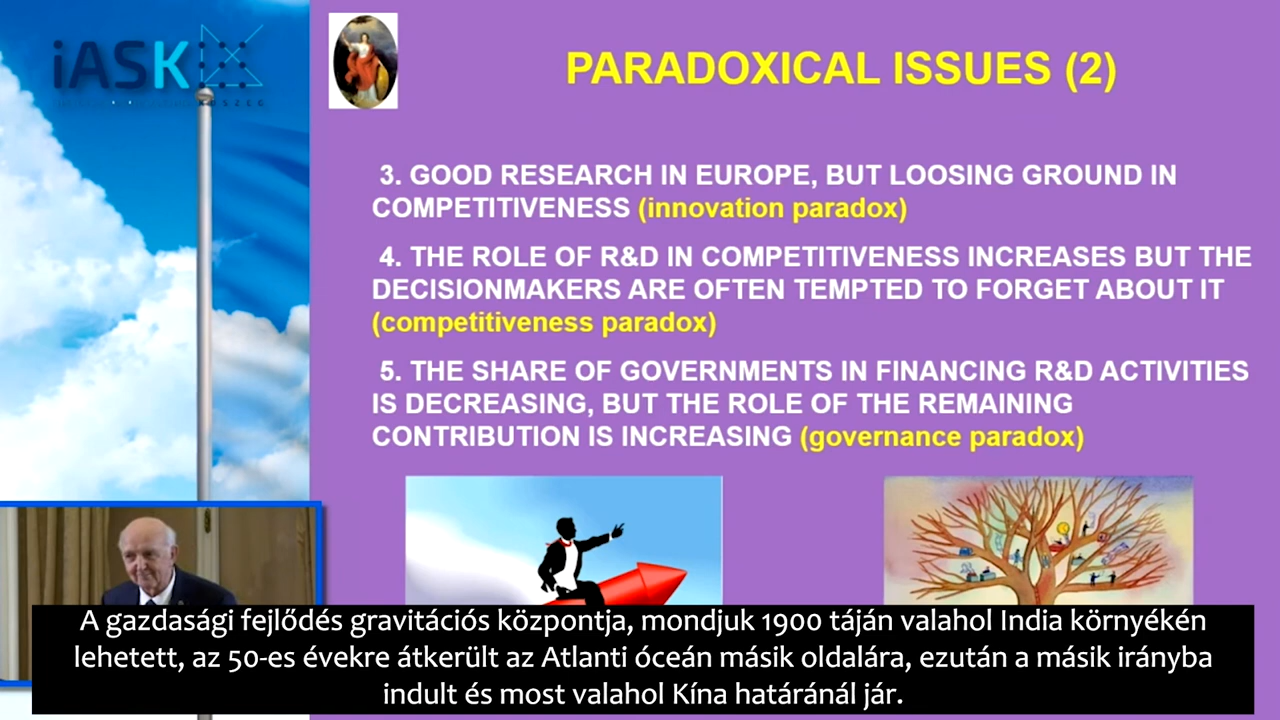 iASK
KŐSZEG
PARADOXICAL ISSUES (2)
3. GOOD RESEARCH IN EUROPE, BUT LOOSING GROUND IN
COMPETITIVENESS (innovation paradox)
4. THE ROLE OF R&D IN COMPETITIVENESS INCREASES BUT THE
DECISIONMAKERS ARE OFTEN TEMPTED TO FORGET ABOUT IT
(competitiveness paradox)
5. THE SHARE OF GOVERNMENTS IN FINANCING R&D ACTIVITIES
IS DECREASING, BUT THE ROLE OF THE REMAINING
CONTRIBUTION IS INCREASING (governance paradox)
A gazdasági fejlődés gravitációs központja, mondjuk 1900 táján valahol India környékén
lehetett, az 50-es évekre átkerült az Atlanti óceán másik oldalára, ezután a másik irányba
indult és most valahol Kína határánál jár.